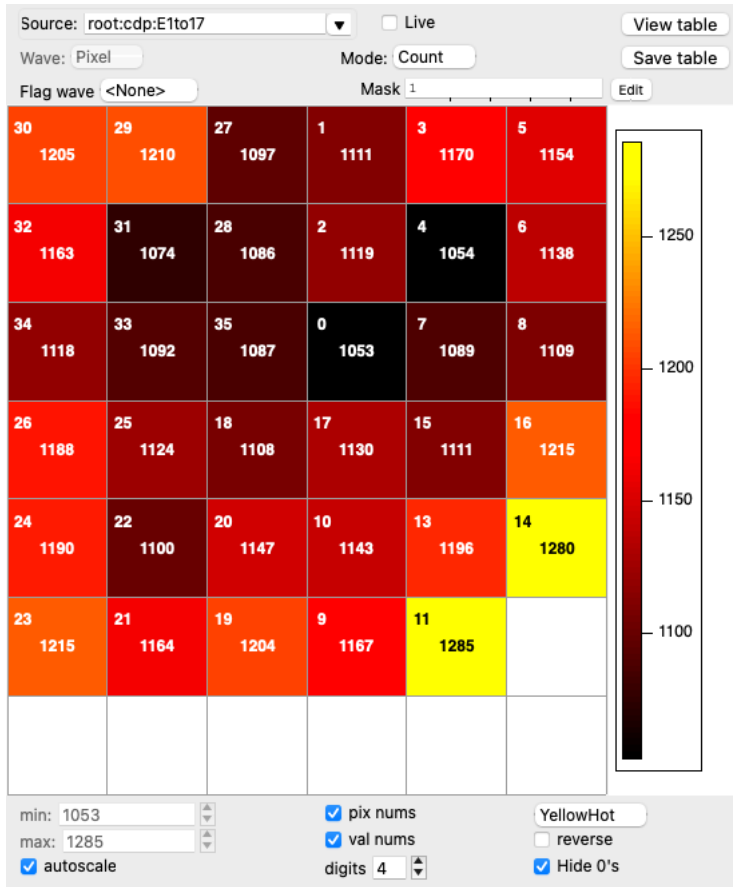 Source: root:cdp:E1to17 Live View table
Wave: Pixel Mode: Count Save table
Flag wave <None> Mask 1 Edit
30 29 27 1 3 5
1205 1210 1097 1111 1170 1154
32 31 28 2 4 6
1163 1074 1086 1119 1054 1138
34 33 35 0 7 8
1118 1092 1087 1053 1089 1109
26 25 18 17 15 16
1188 1124 1108 1130 1111 1215
24 22 20 10 13 14
1190 1100 1147 1143 1196 1280
23 21 19 9 11
1215 1164 1204 1167 1285
1250
1200
1150
1100
min: 1053 pix nums YellowHot
max: 1285 val nums reverse
autoscale digits 4 Hide 0's